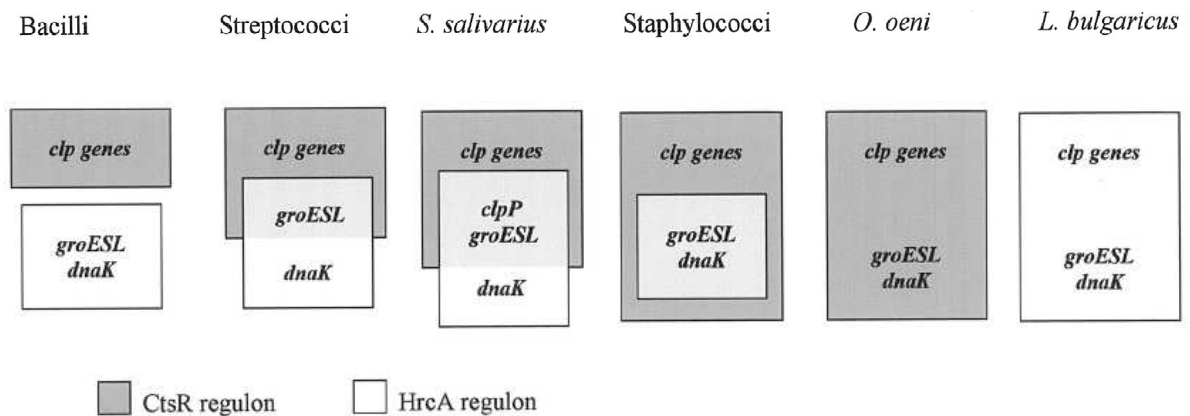 Bacilli Streptococci S. salivarius Staphylococci O. oeni L. bulgaricus
clp genes clp genes clp genes clp genes clp genes clp genes
groESL
dnaK
groESL
dnaK
clpP
groESL
dnaK
groESL
dnaK
groESL
dnaK
groESL
dnaK
CtsR regulon HrcA regulon